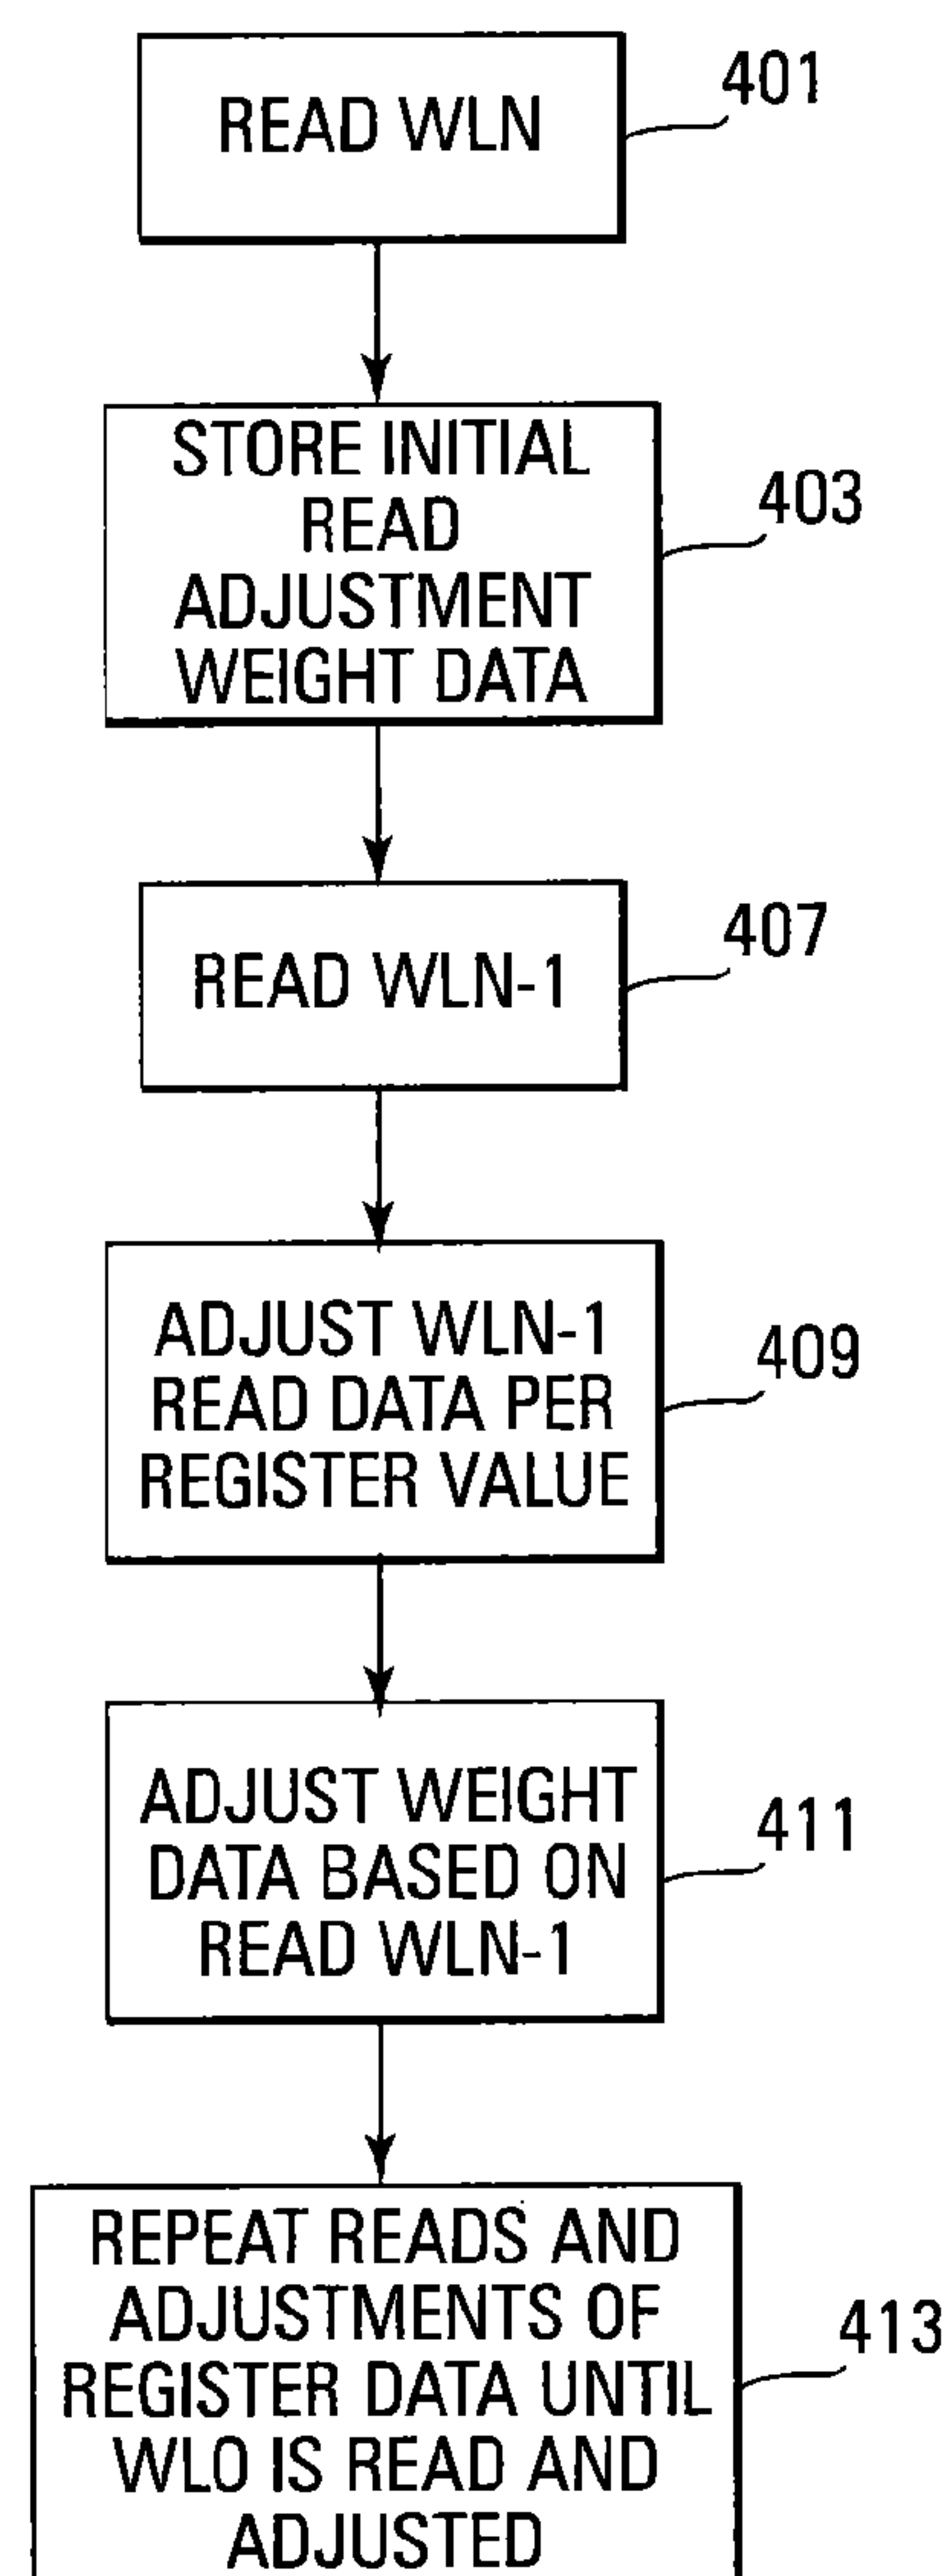 READ WLN
401
STORE INITIAL
READ
ADJUSTMENT
WEIGHT DATA
403
READ WLN-1
407
ADJUST WLN-1
READ DATA PER
REGISTER VALUE
409
ADJUST WEIGHT
DATA BASED ON
READ WLN-1
411
REPEAT READS AND
ADJUSTMENTS OF
REGISTER DATA UNTIL
WLO IS READ AND
ADJUSTED
413